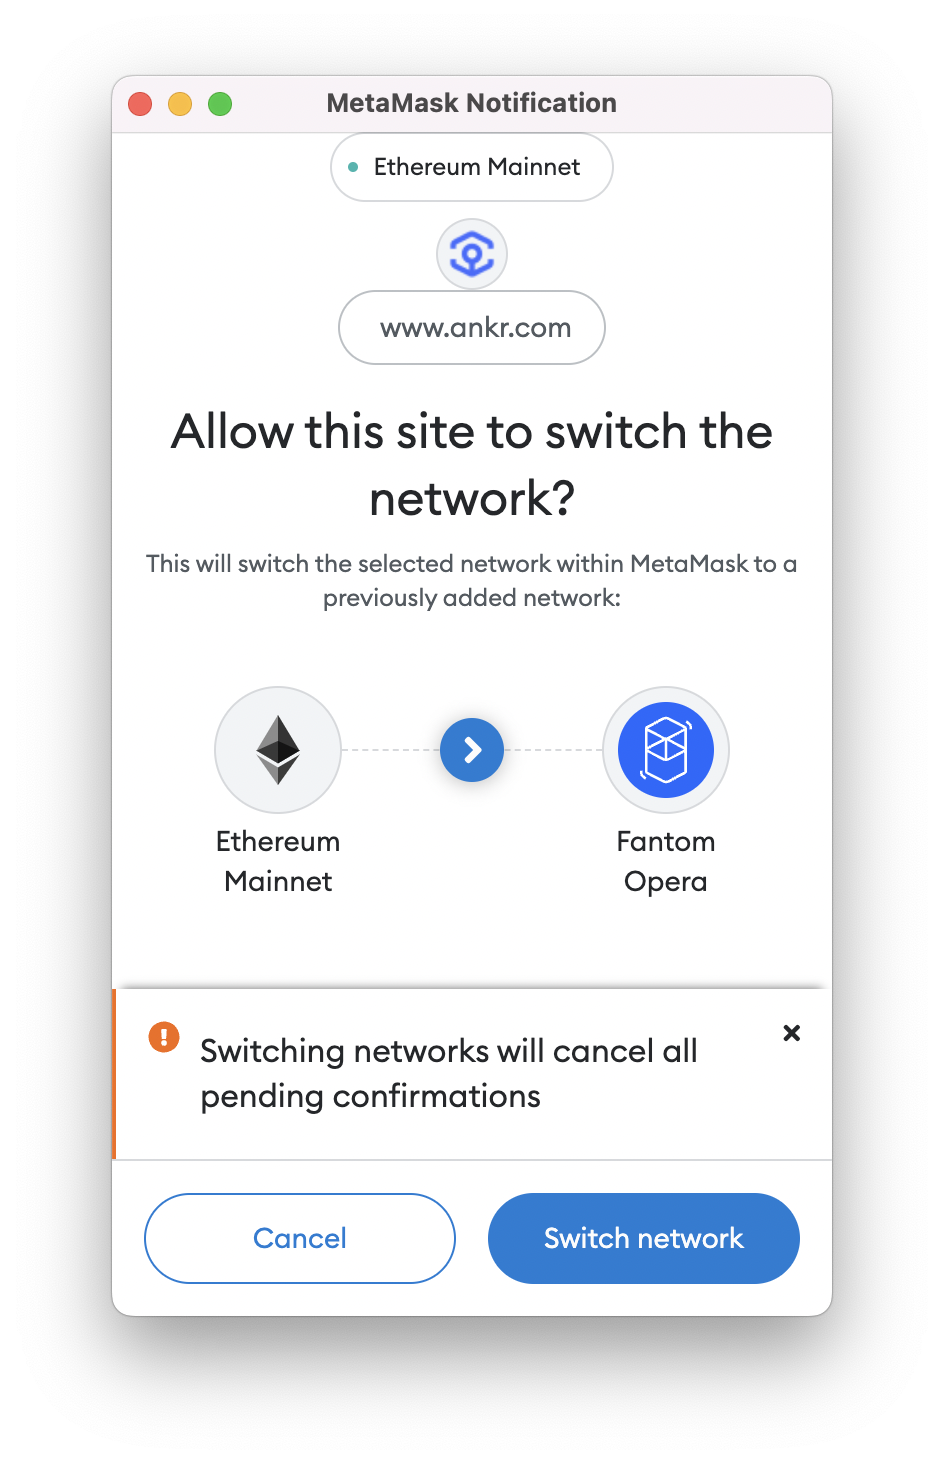 MetaMask Notification
Ethereum Mainnet
www.ankr.com
Allow this site to switch the
network?
This will switch the selected network within MetaMask to a
previously added network:
Ethereum
Mainnet
Fantom
Opera
Switching networks will cancel all
pending confirmations
Cancel
Switch network